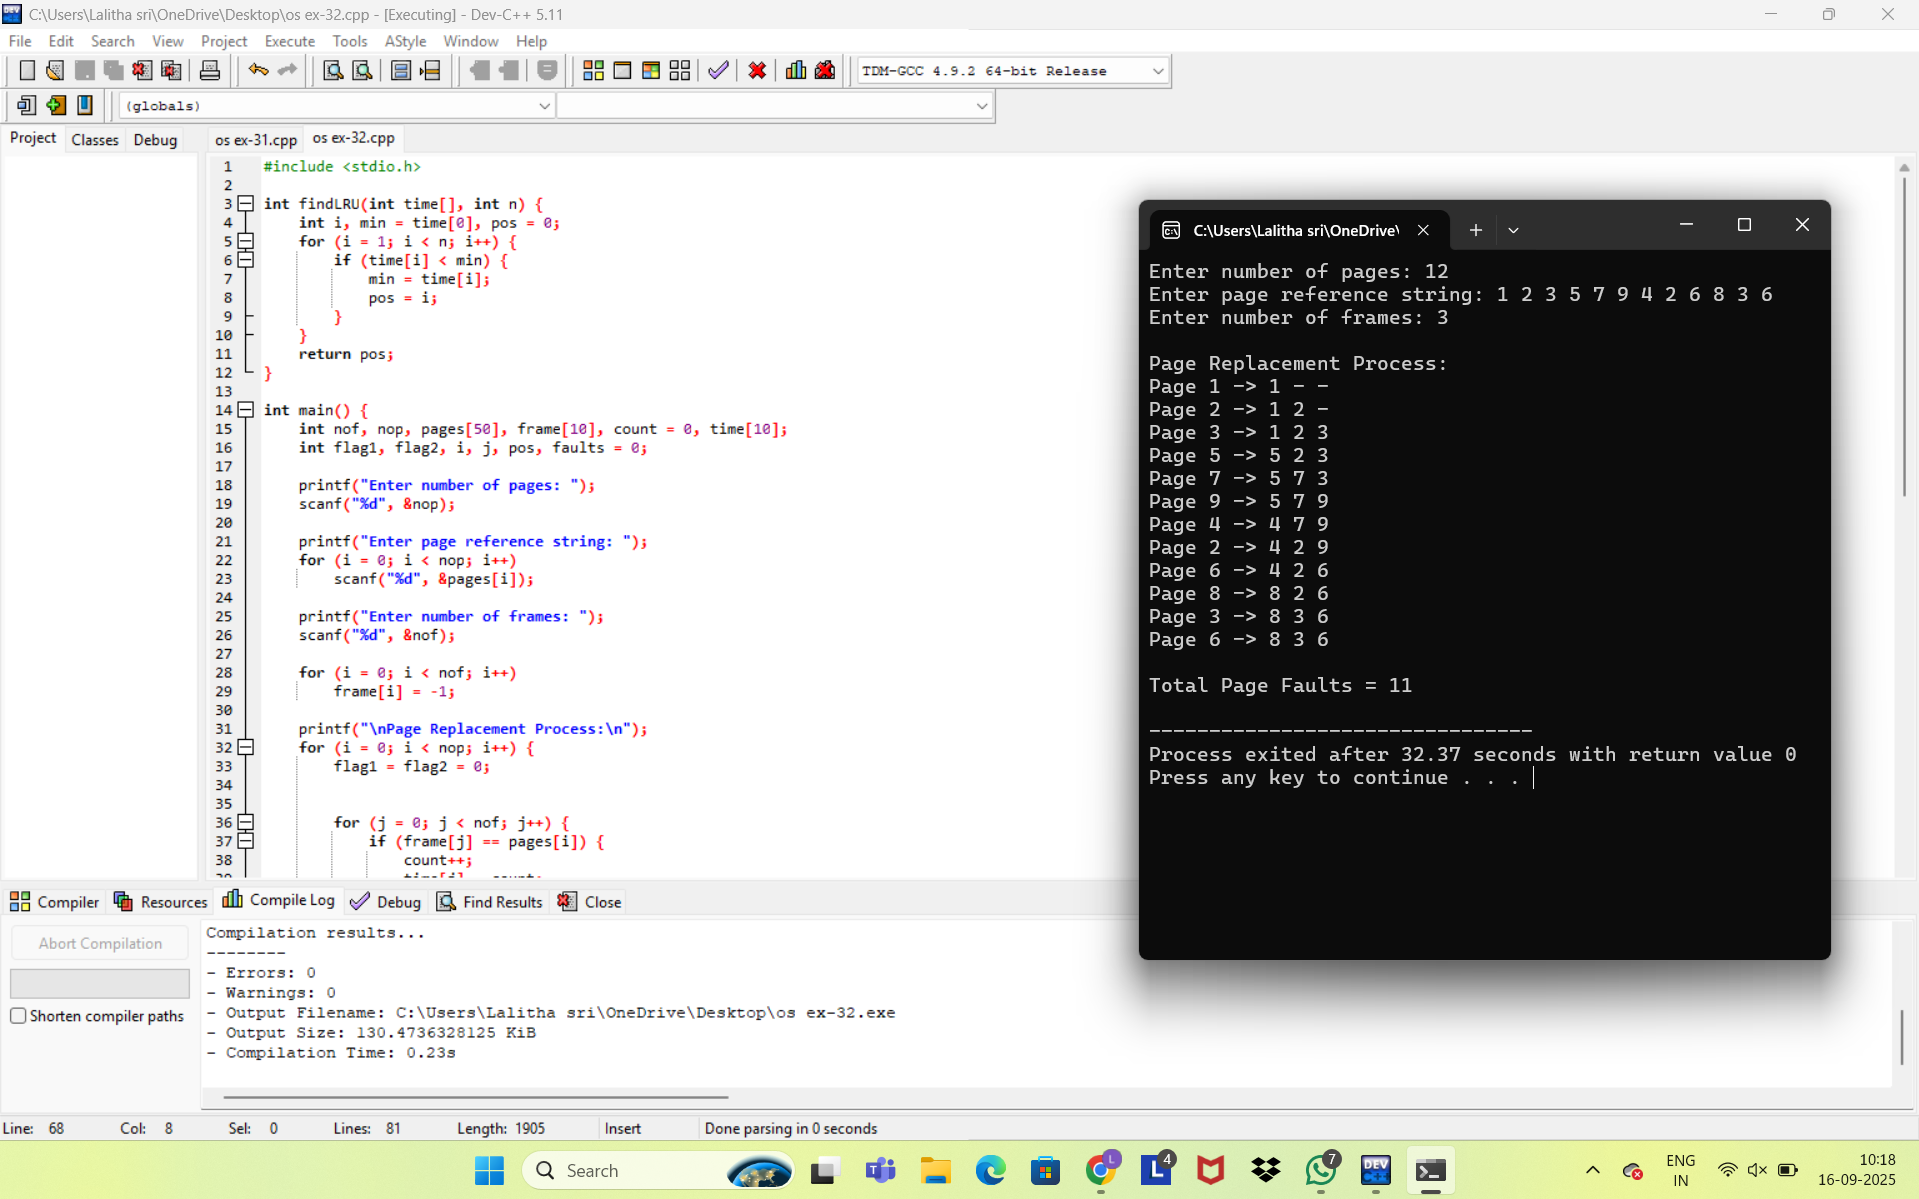 C:\Users\Lalitha sri\OneDrive\Desktop\os ex-32.cpp - [Executing] - Dev-C++ 5.11
File Edit Search View Project Execute Tools AStyle Window Help
TDM-GCC 4.9.2 64-bit Release
(globals)
Project Classes Debug
os ex-31.cpp os ex-32.cpp
1 #include <stdio.h>
2
3 int findLRU(int time[], int n) {
4 int i, min = time[0], pos = 0;
5 for (i = 1; i < n; i++) {
6 if (time[i] < min) {
7 min = time[i];
8 pos = i;
9 }
10 }
11 return pos;
12 }
13
14 int main() {
15 int nof, nop, pages[50], frame[10], count = 0, time[10];
16 int flag1, flag2, i, j, pos, faults = 0;
17
18 printf("Enter number of pages: ");
19 scanf("%d", &nop);
20
21 printf("Enter page reference string: ");
22 for (i = 0; i < nop; i++)
23 scanf("%d", &pages[i]);
24
25 printf("Enter number of frames: ");
26 scanf("%d", &nof);
27
28 for (i = 0; i < nof; i++)
29 frame[i] = -1;
30
31 printf("\nPage Replacement Process:\n");
32 for (i = 0; i < nop; i++) {
33 flag1 = flag2 = 0;
34
35
36 for (j = 0; j < nof; j++) {
37 if (frame[j] == pages[i]) {
38 count++;
C:\Users\Lalitha sri\OneDrive\
Enter number of pages: 12
Enter page reference string: 1 2 3 5 7 9 4 2 6 8 3 6
Enter number of frames: 3
Page Replacement Process:
Page 1 -> 1 - -
Page 2 -> 1 2 -
Page 3 -> 1 2 3
Page 5 -> 5 2 3
Page 7 -> 5 7 3
Page 9 -> 5 7 9
Page 4 -> 4 7 9
Page 2 -> 4 2 9
Page 6 -> 4 2 6
Page 8 -> 8 2 6
Page 3 -> 8 3 6
Page 6 -> 8 3 6
Total Page Faults = 11
--------------------------------
Process exited after 32.37 seconds with return value 0
Press any key to continue . . .
Compiler Resources Compile Log Debug Find Results Close
Abort Compilation
Shorten compiler paths
Compilation results...
--------
- Errors: 0
- Warnings: 0
- Output Filename: C:\Users\Lalitha sri\OneDrive\Desktop\os ex-32.exe
- Output Size: 130.4736328125 KiB
- Compilation Time: 0.23s
Line: 68 Col: 8 Sel: 0 Lines: 81 Length: 1905 Insert Done parsing in 0 seconds
Search
L
L 4
7
DEV
ENG
IN
10:18
16-09-2025